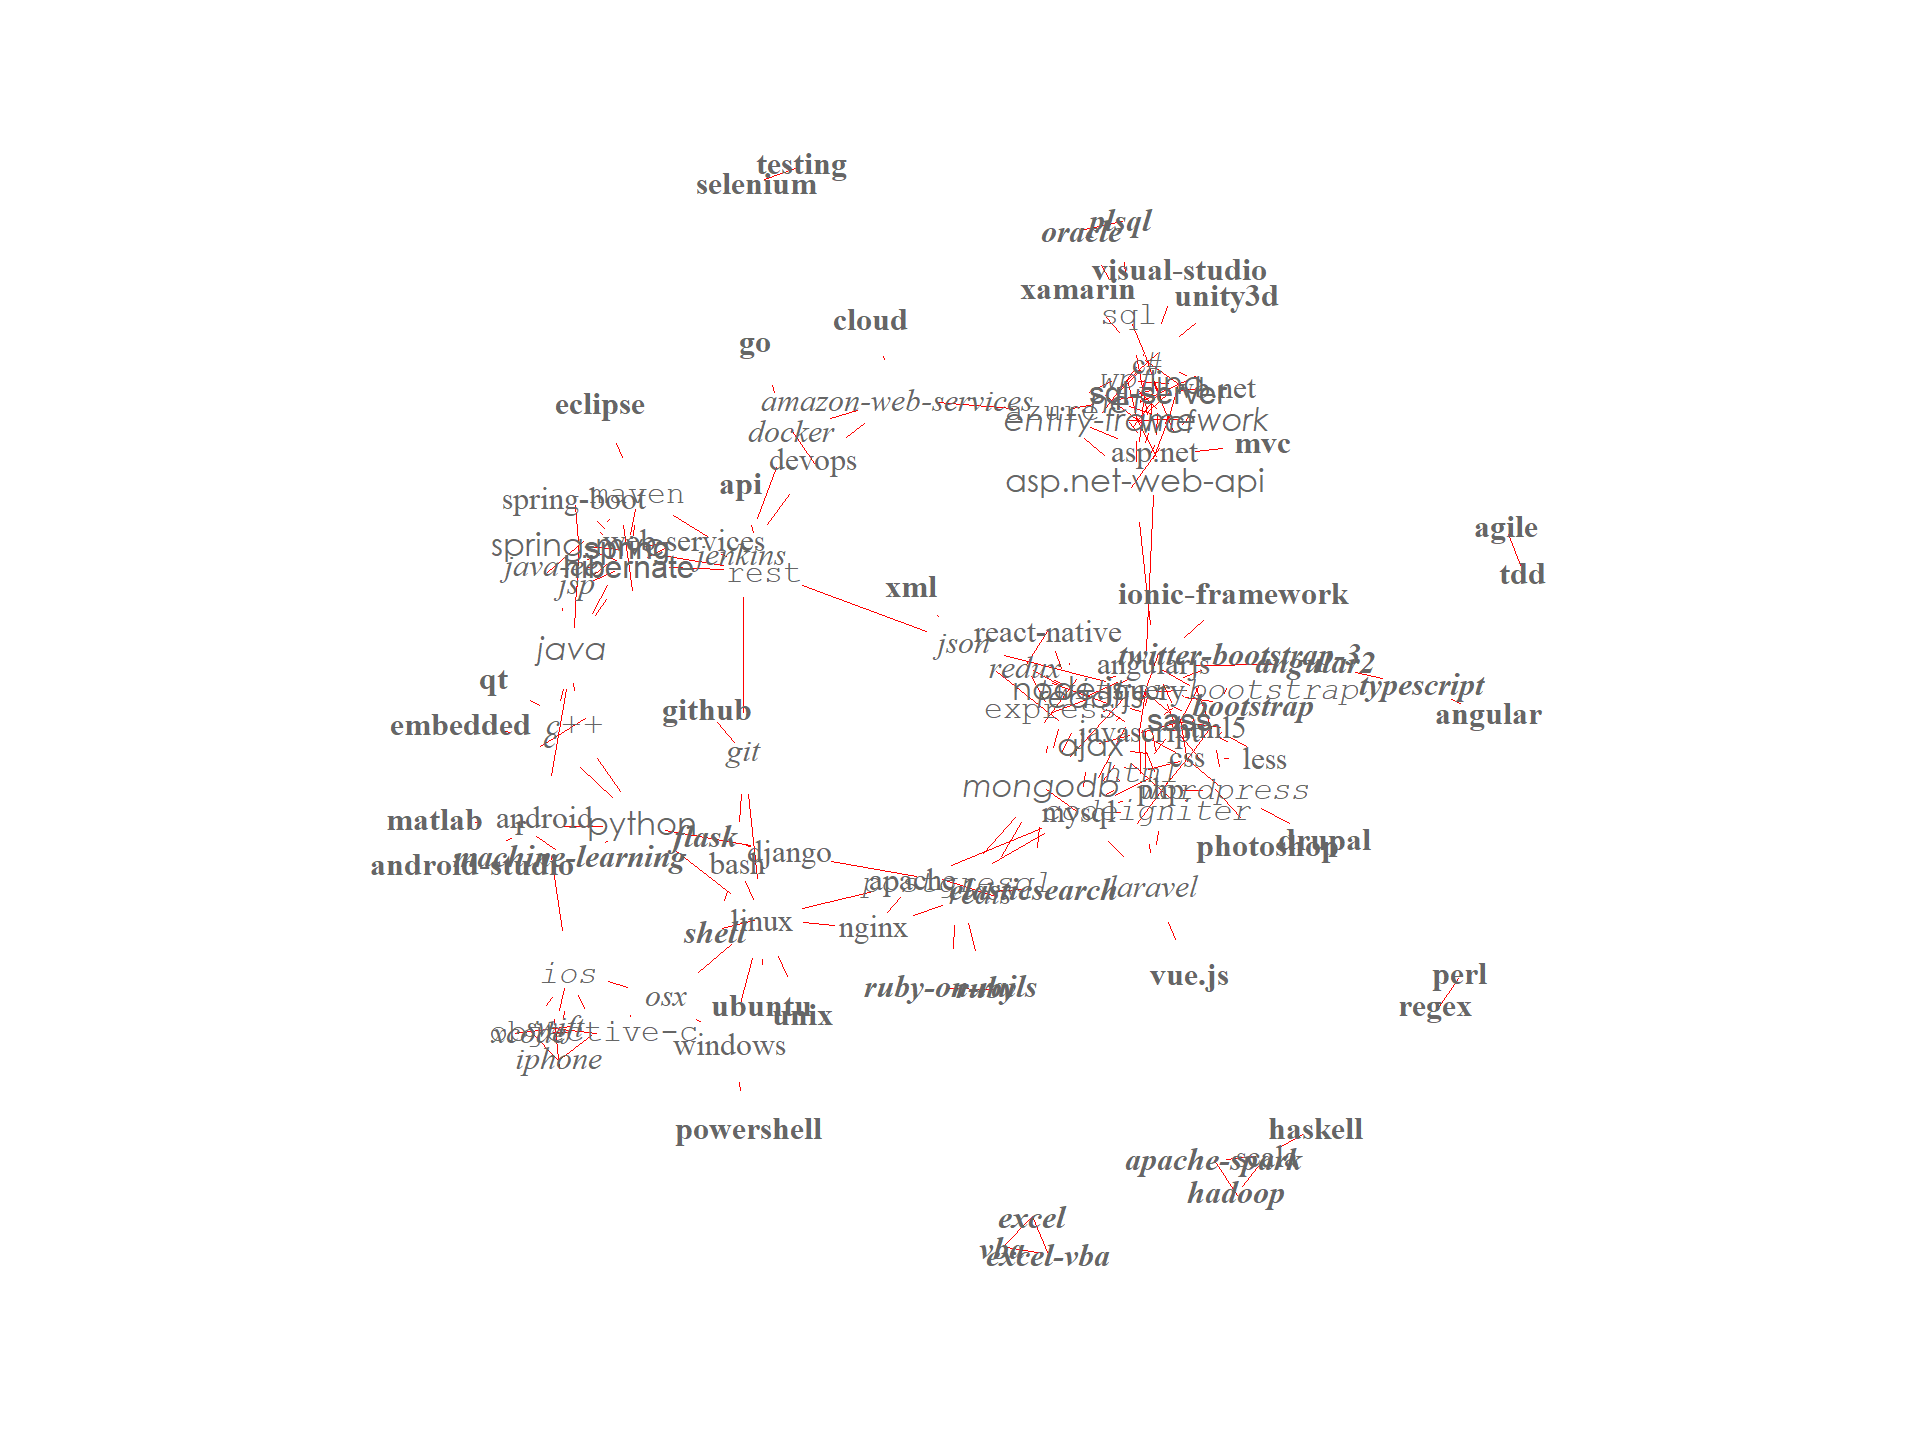 testing
selenium
plsql
oracle
visual-studio
xamarin
unity3d
sql
cloud
go
c#
linq
vb.net
sql-server
amazon-web-services
azure
eclipse
entity-framework
wcf
docker
mvc
asp.net
devops
asp.net-web-api
api
maven
spring-boot
agile
web-services
spring
jenkins
hibernate
java-ee
rest
tdd
jsp
xml
ionic-framework
react-native
json
java
twitter-bootstrap-3
angularjs
angular2
redux
qt
typescript
node.js
reactjs
express
bootstrap
github
angular
sass
html5
embedded
c++
c
javascript
ajax
git
css
less
html
mongodb
php
wordpress
codeigniter
mysql
matlab
r
android
python
flask
drupal
photoshop
django
machine-learning
android-studio
bash
apache
postgresql
elasticsearch
redis
laravel
linux
nginx
shell
ios
perl
vue.js
ruby-on-rails
ruby
osx
ubuntu
unix
regex
swift
objective-c
xcode
windows
iphone
powershell
haskell
scala
apache-spark
hadoop
excel
vba
excel-vba